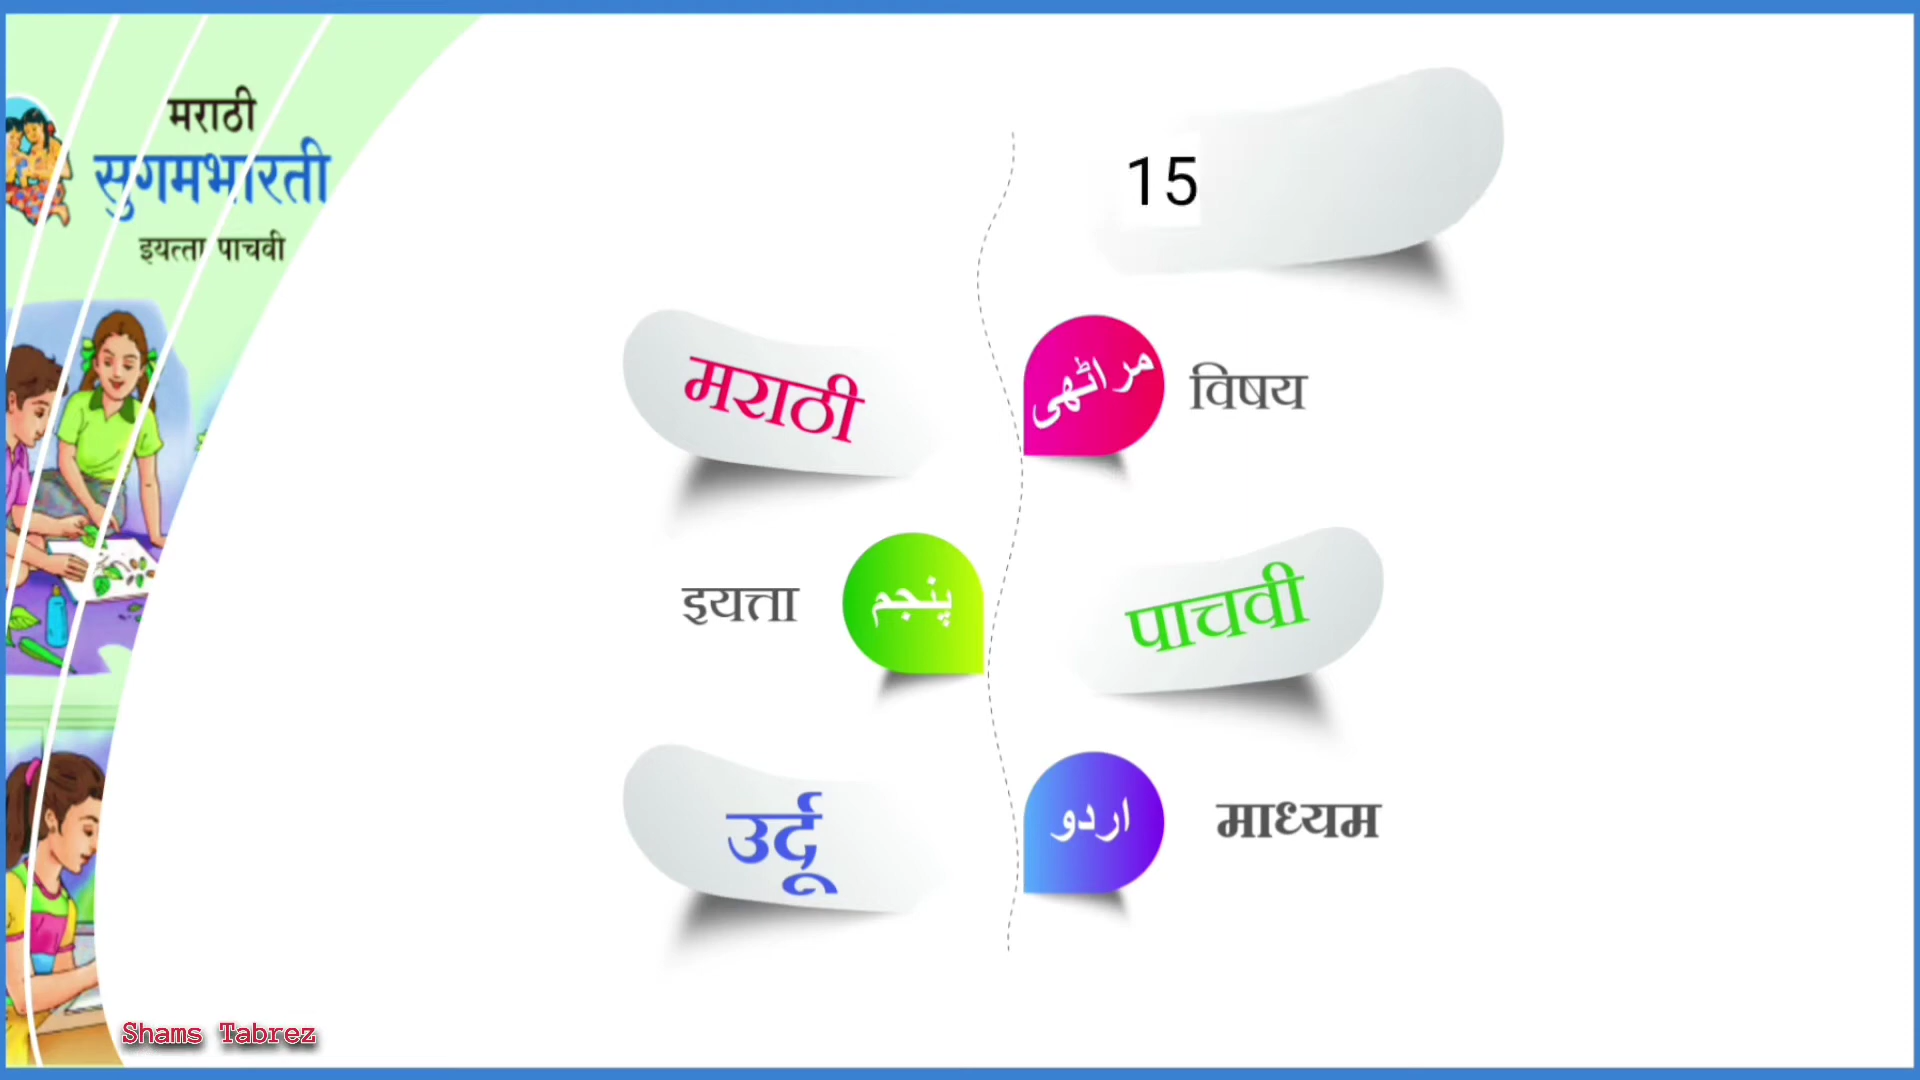 मराठी
सुगमभारती
इयत्ता पाचवी
15
मराठी
مراٹھی
विषय
इयत्ता
پنجم
पाचवी
उर्दू
اردو
माध्यम
Shams Tabrez